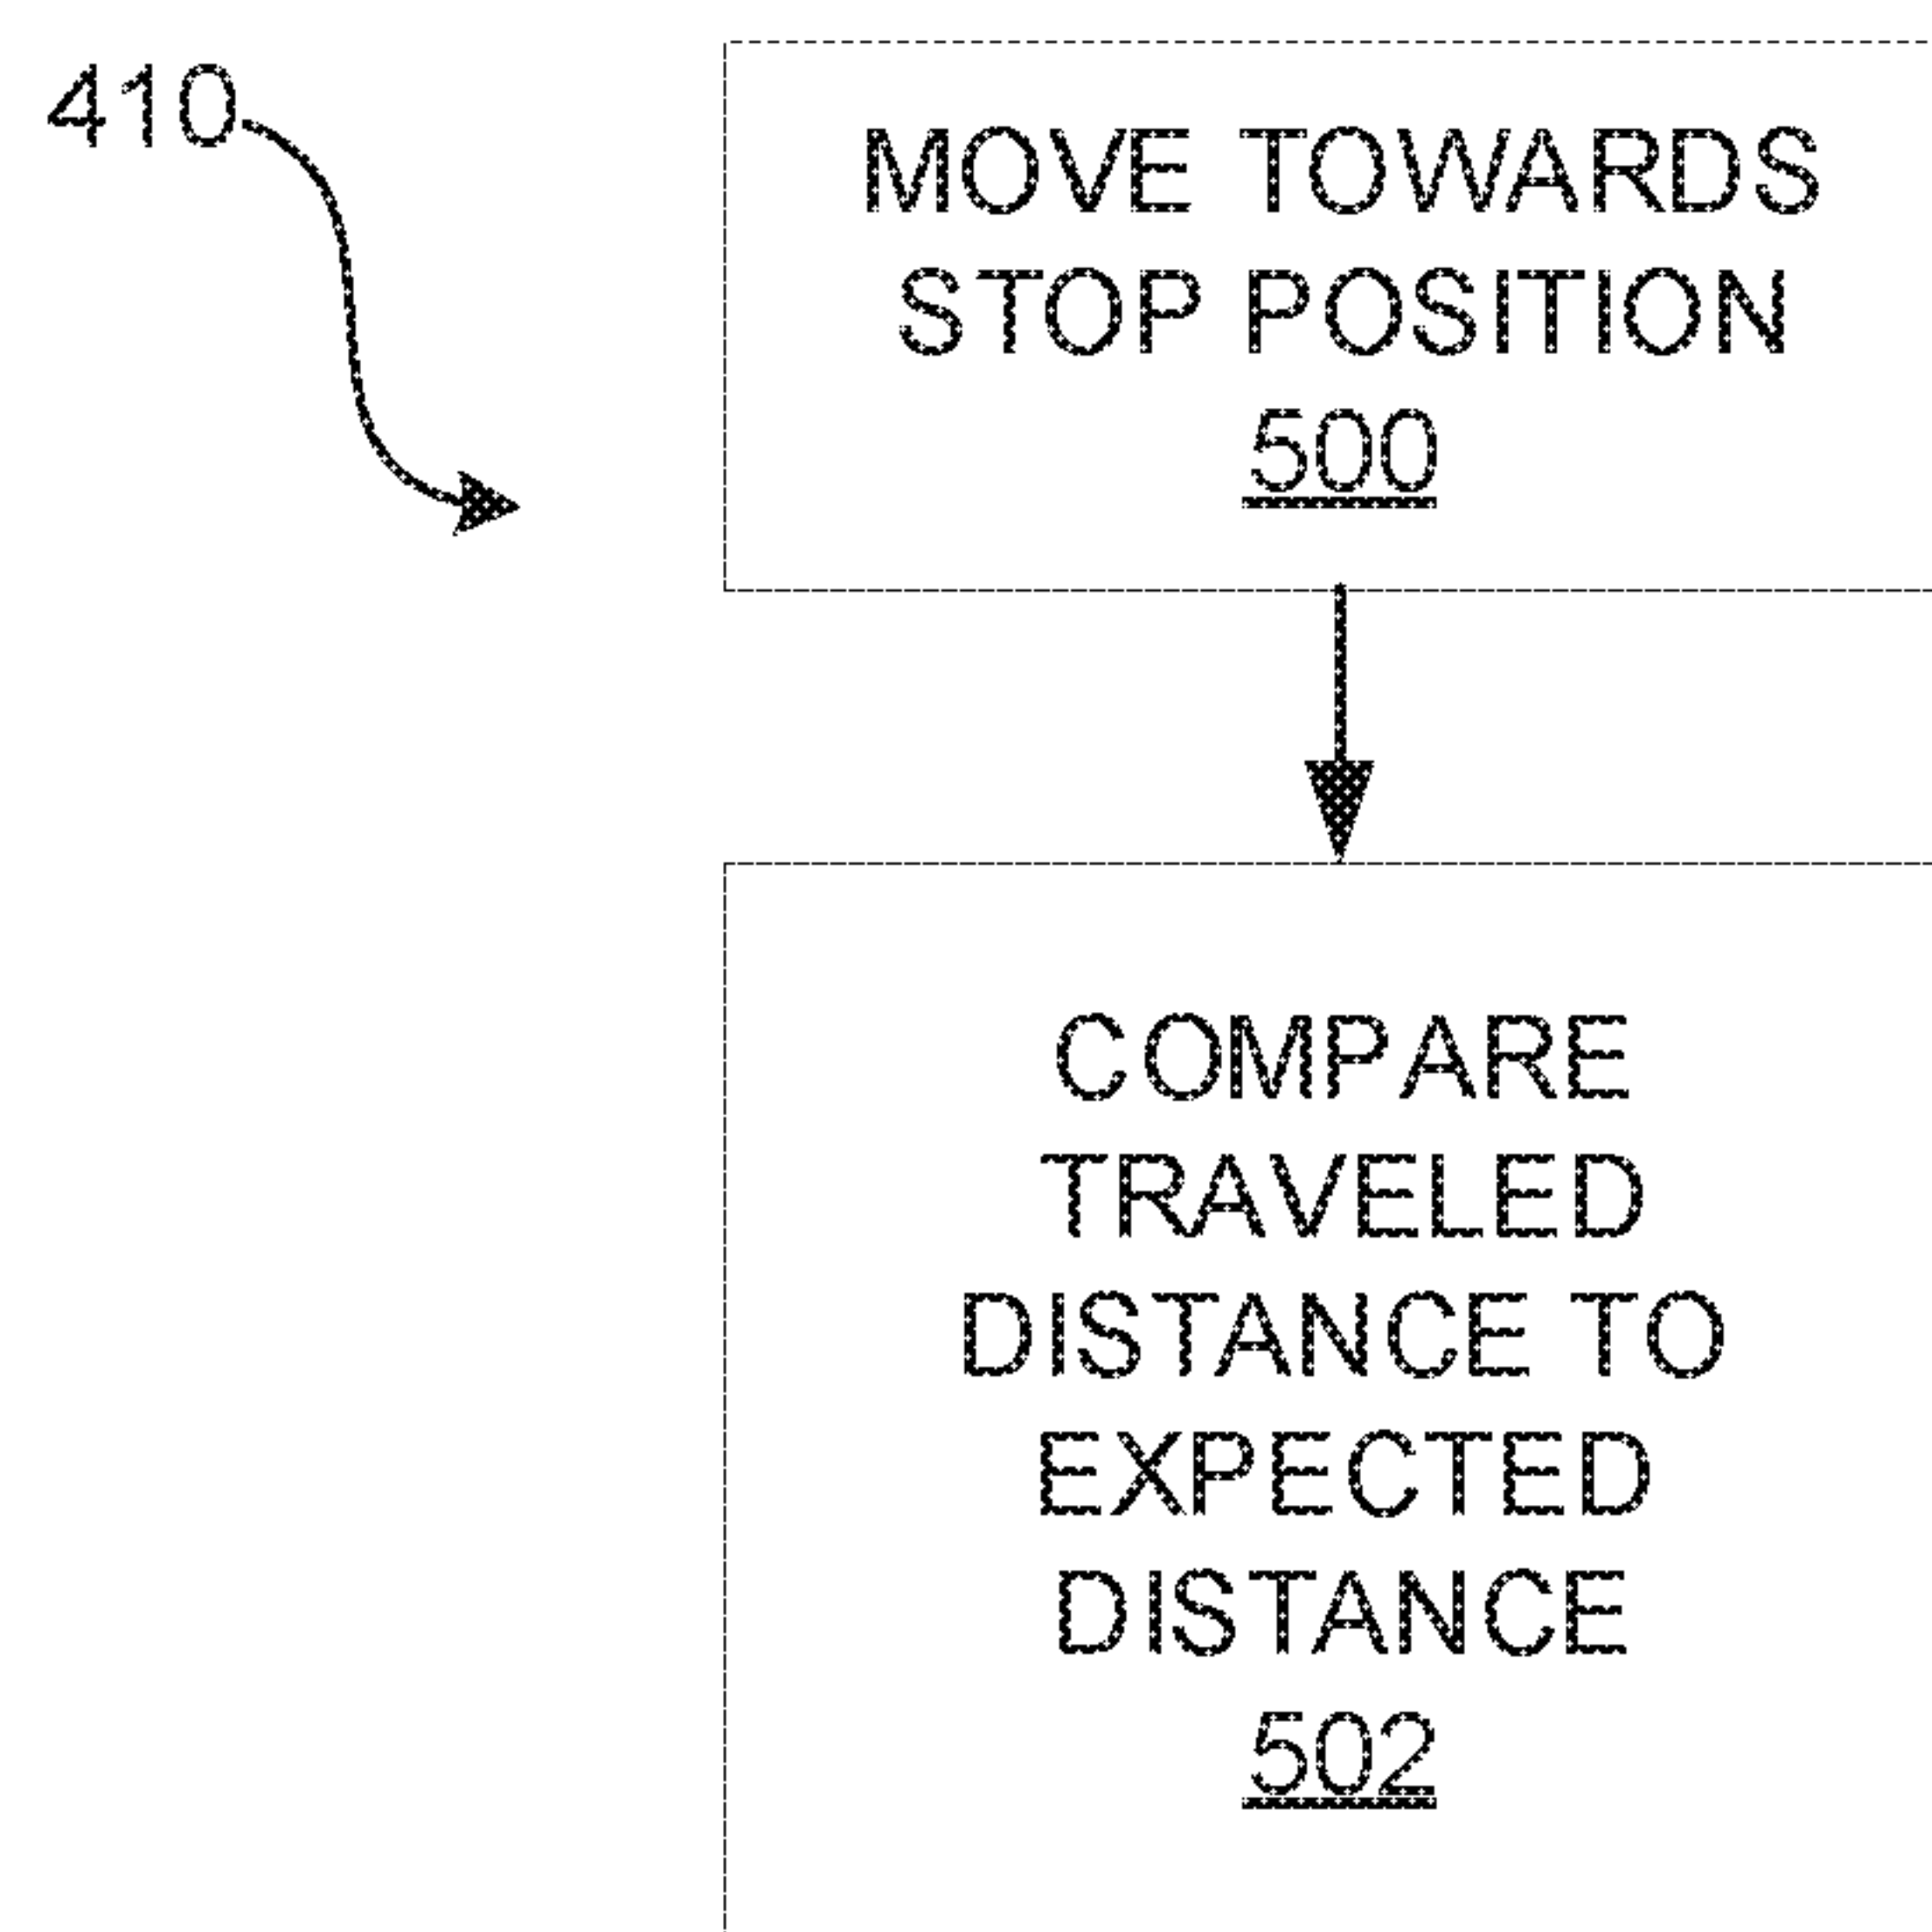 410
MOVE TOWARDS
STOP POSITION
500
COMPARE
TRAVELED
DISTANCE TO
EXPECTED
DISTANCE
502